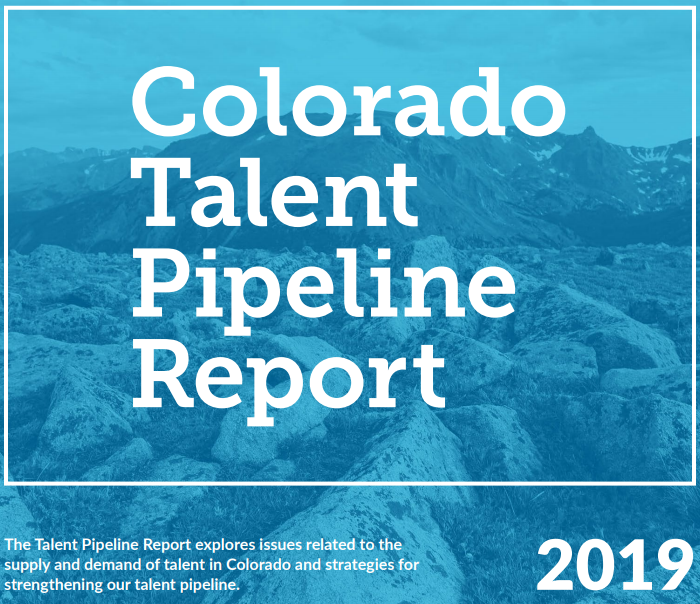 Colorado
Talent
Pipeline
Report
The Talent Pipeline Report explores issues related to the
supply and demand of talent in Colorado and strategies for
strengthening our talent pipeline.
2019